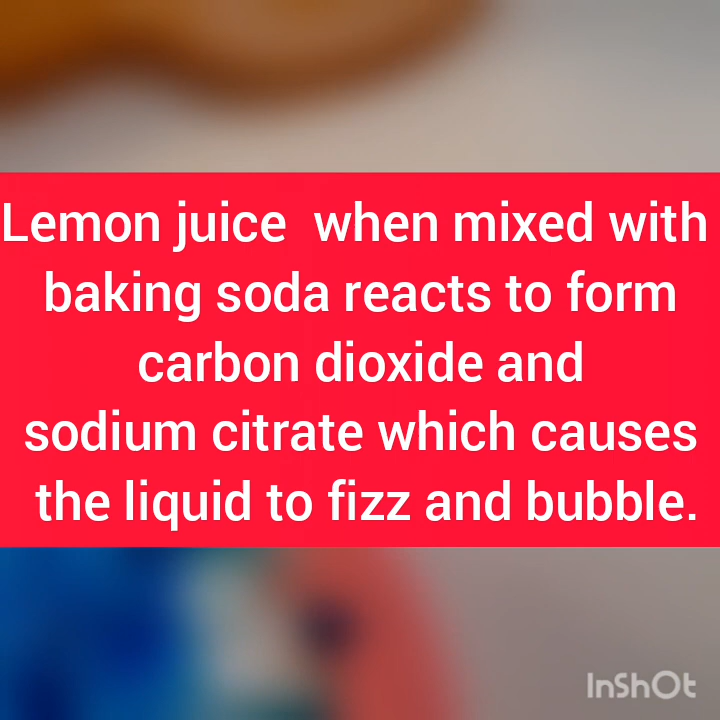 Lemon juice  when mixed with
baking soda reacts to form
carbon dioxide and
sodium citrate which causes
the liquid to fizz and bubble.
InShOt